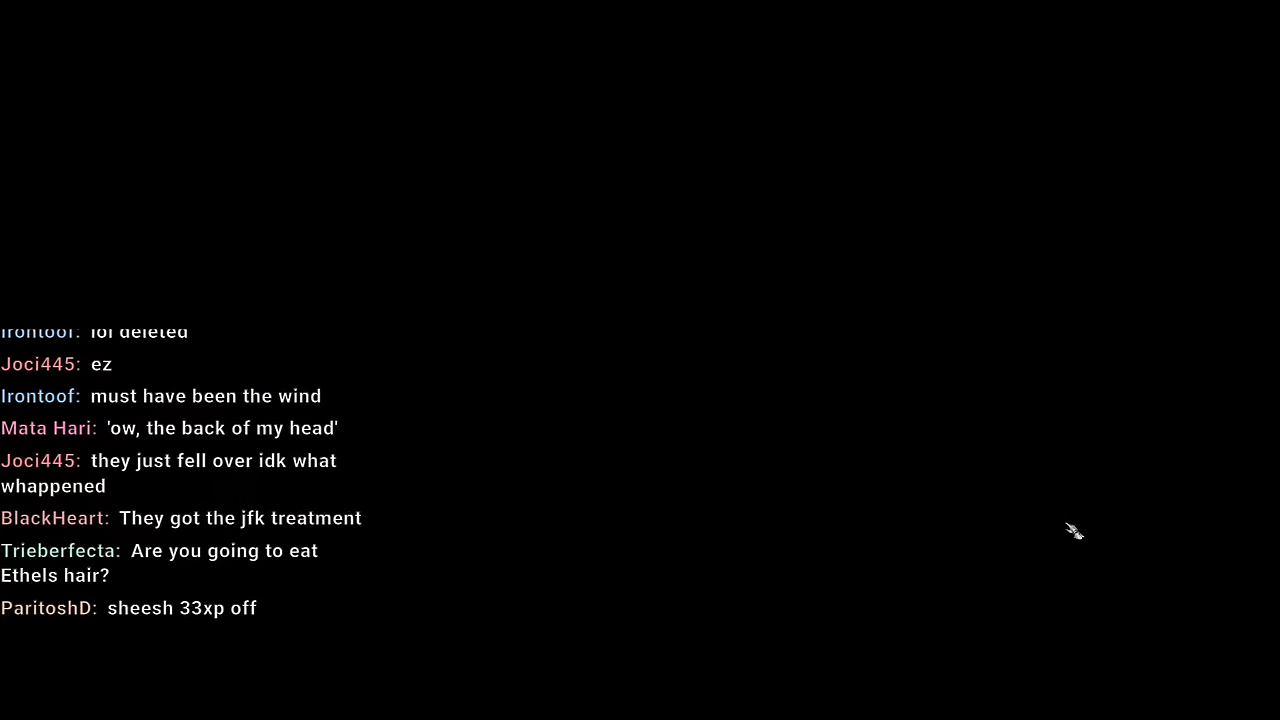 Irontoof: lol deleted
Joci445: ez
Irontoof: must have been the wind
Mata Hari: 'ow, the back of my head'
Joci445: they just fell over idk what
whappened
BlackHeart: They got the jfk treatment
Trieberfecta: Are you going to eat
Ethels hair?
ParitoshD: sheesh 33xp off